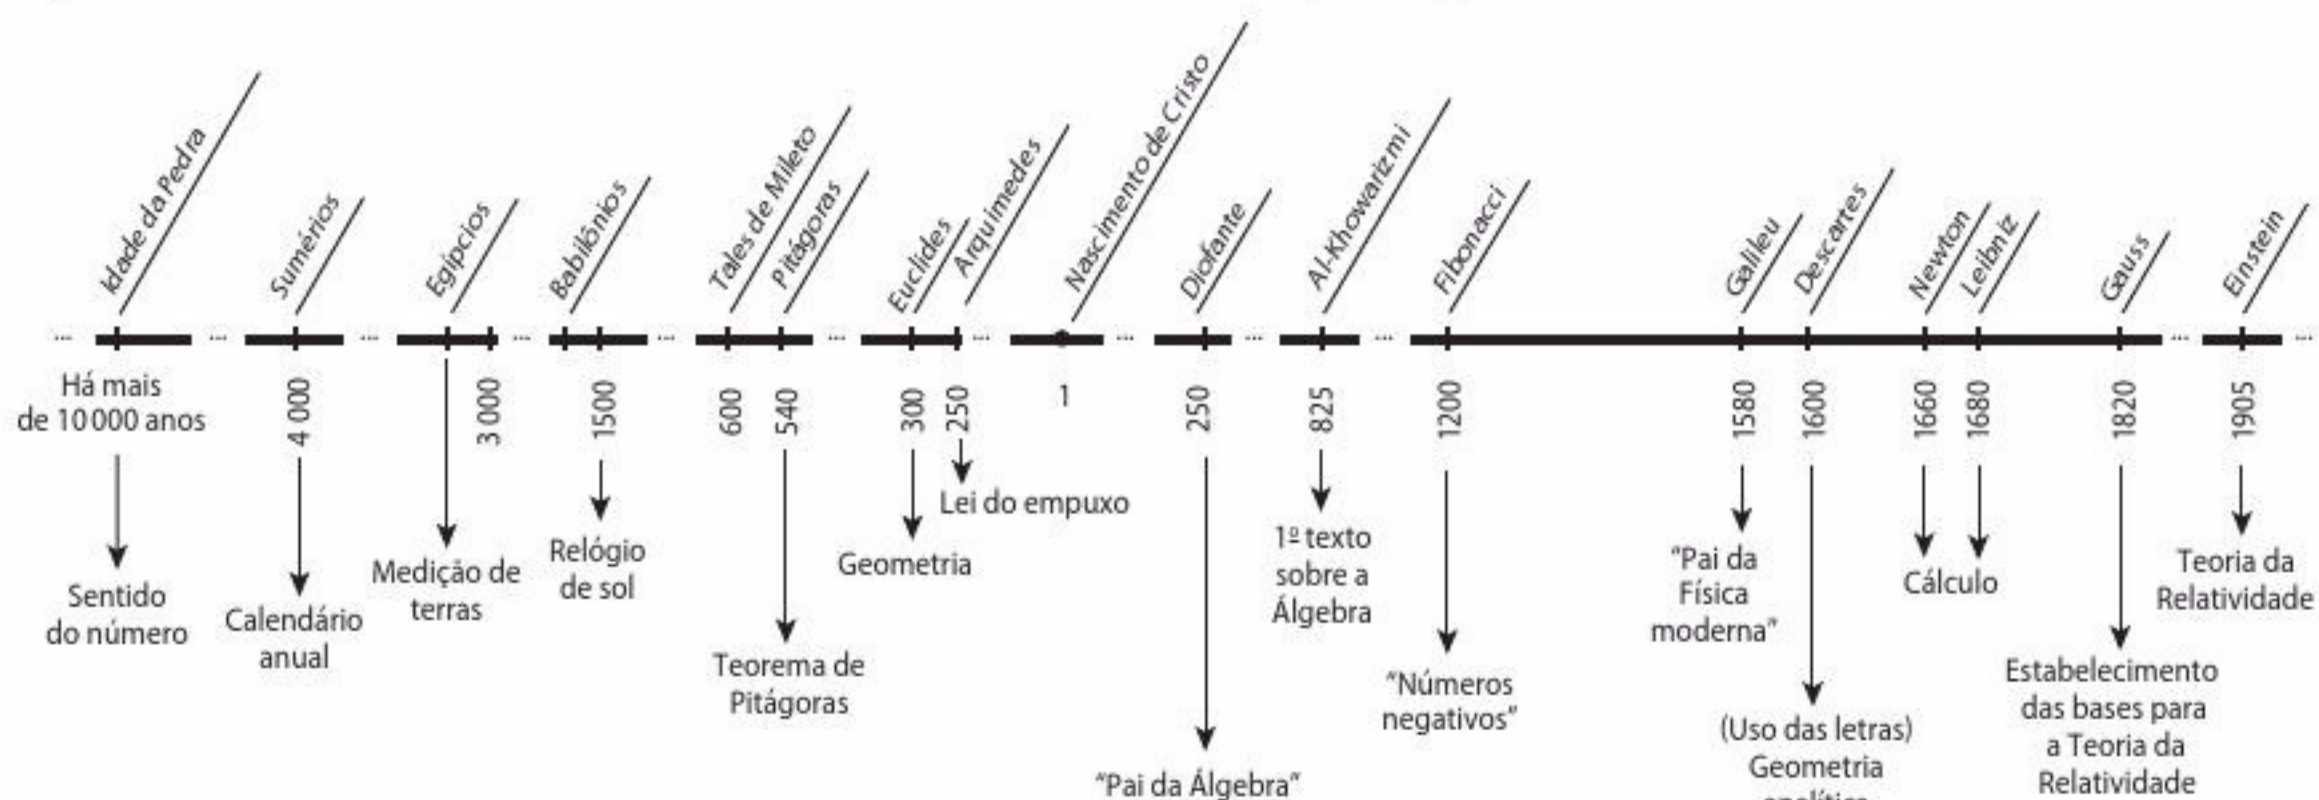 Idade da Pedra
Sumérios
Egípcios
Babilônios
Tales de Mileto
Pitágoras
Euclides
Arquimedes
Nascimento de Cristo
Diofante
Al-Khowarizmi
Fibonacci
Galileu
Descartes
Newton
Leibniz
Gauss
Einstein
Há mais
de 10 000 anos
4 000
3 000
1500
600
540
300
250
1
250
825
1200
1580
1600
1660
1680
1820
1905
Sentido
do número
Calendário
anual
Medição de
terras
Relógio
de sol
Teorema de
Pitágoras
Geometria
Lei do empuxo
"Pai da Álgebra"
1º texto
sobre a
Álgebra
"Números
negativos"
"Pai da
Física
moderna"
(Uso das letras)
Geometria
Cálculo
Estabelecimento
das bases para
a Teoria da
Relatividade
Teoria da
Relatividade